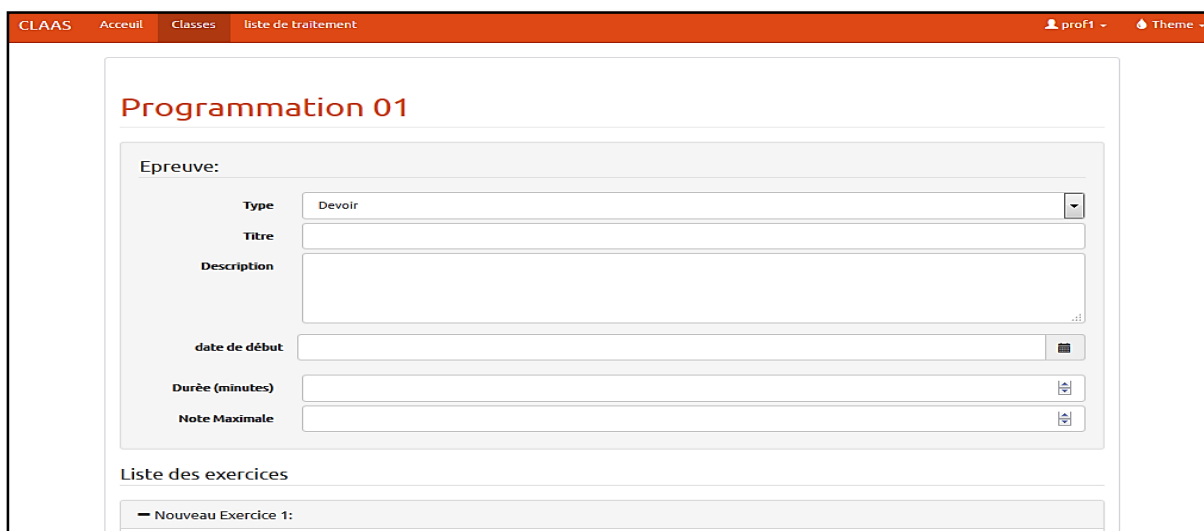 CLAAS Acceuil Classes liste de traitement prof1 Theme
Programmation 01
Epreuve:
Type Devoir
Titre
Description
date de début
Durèe (minutes)
Note Maximale
Liste des exercices
Nouveau Exercice 1: